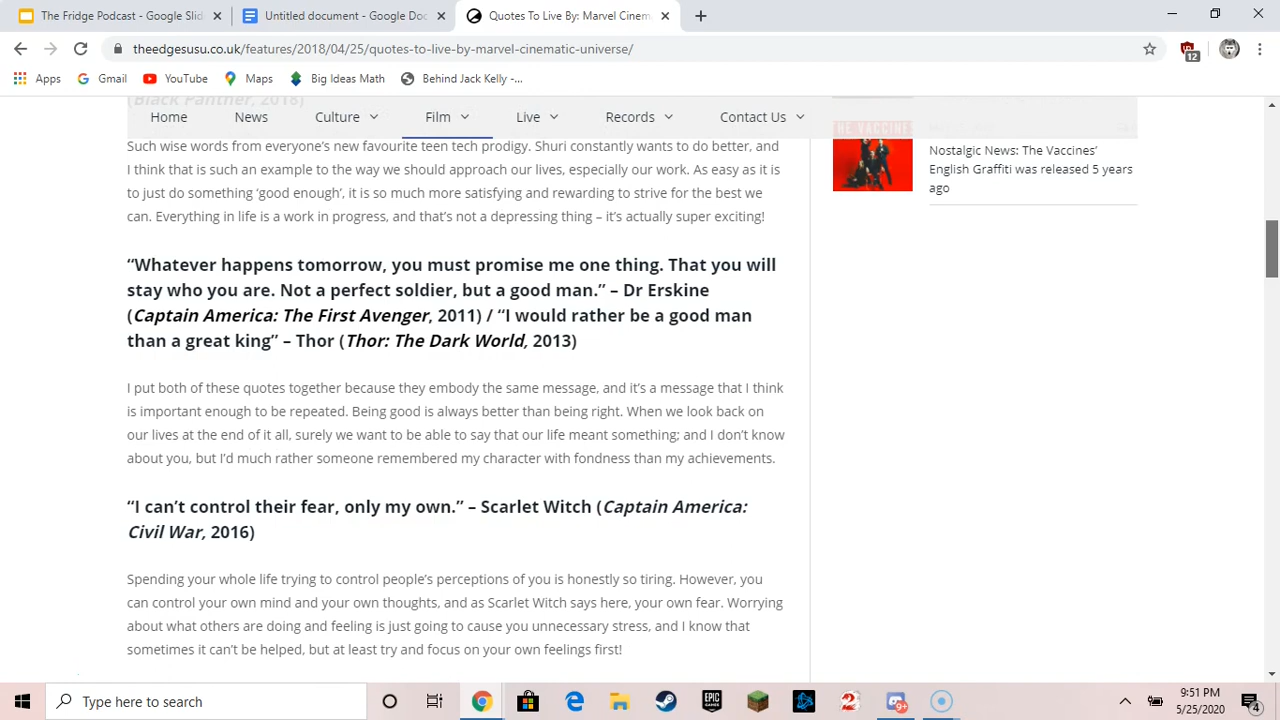 The Fridge Podcast - Google Slid
Untitled document - Google Doc
Quotes To Live By: Marvel Cinem
theedgesusu.co.uk/features/2018/04/25/quotes-to-live-by-marvel-cinematic-universe/
12
Apps
Gmail
YouTube
Maps
Big Ideas Math
Behind Jack Kelly -...
(Black Panther, 2018)
Home
News
Culture
Film
Live
Records
Contact Us
Such wise words from everyone's new favourite teen tech prodigy. Shuri constantly wants to do better, and
I think that is such an example to the way we should approach our lives, especially our work. As easy as it is
to just do something ‘good enough’, it is so much more satisfying and rewarding to strive for the best we
can. Everything in life is a work in progress, and that’s not a depressing thing – it’s actually super exciting!
“Whatever happens tomorrow, you must promise me one thing. That you will
stay who you are. Not a perfect soldier, but a good man.” – Dr Erskine
(Captain America: The First Avenger, 2011) / “I would rather be a good man
than a great king” – Thor (Thor: The Dark World, 2013)
I put both of these quotes together because they embody the same message, and it’s a message that I think
is important enough to be repeated. Being good is always better than being right. When we look back on
our lives at the end of it all, surely we want to be able to say that our life meant something; and I don’t know
about you, but I’d much rather someone remembered my character with fondness than my achievements.
“I can’t control their fear, only my own.” – Scarlet Witch (Captain America:
Civil War, 2016)
Spending your whole life trying to control people’s perceptions of you is honestly so tiring. However, you
can control your own mind and your own thoughts, and as Scarlet Witch says here, your own fear. Worrying
about what others are doing and feeling is just going to cause you unnecessary stress, and I know that
sometimes it can’t be helped, but at least try and focus on your own feelings first!
THE VACCINES
Nostalgic News: The Vaccines’
English Graffiti was released 5 years
ago
Type here to search
EPIC
GAMES
9+
9:51 PM
5/25/2020
4